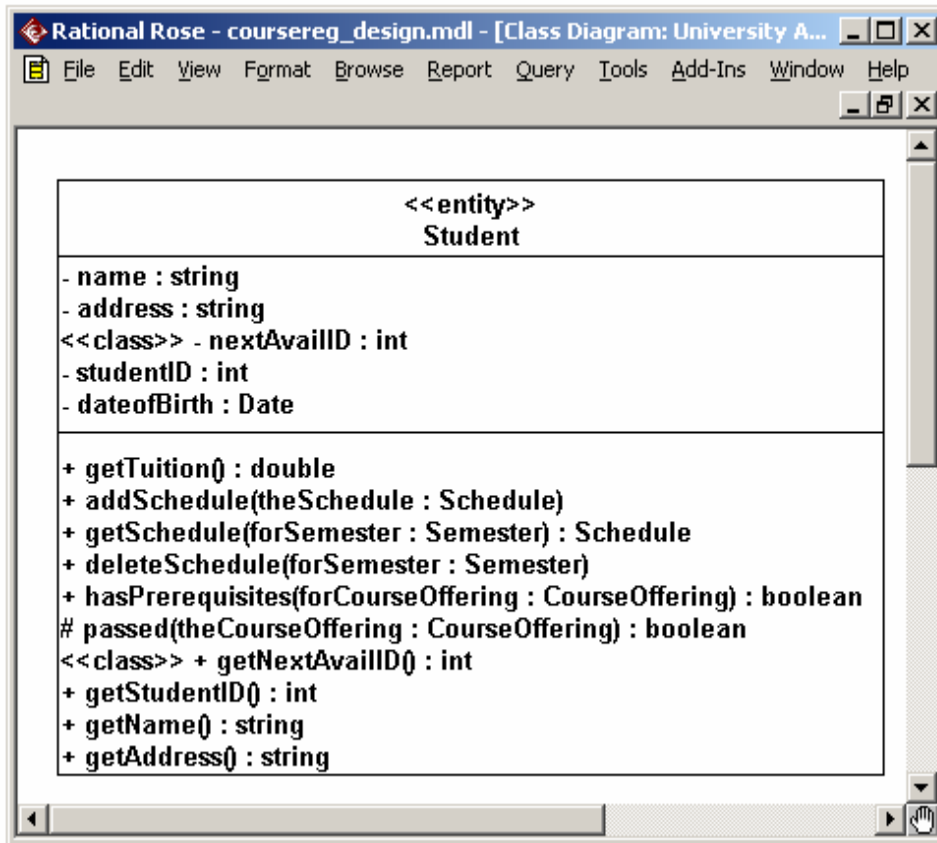 Rational Rose - coursereg_design.mdl - [Class Diagram: University A...
File Edit View Format Browse Report Query Tools Add-Ins Window Help
<<entity>>
Student
- name : string
- address : string
<<class>> - nextAvailID : int
- studentID : int
- dateofBirth : Date
+ getTuition() : double
+ addSchedule(theSchedule : Schedule)
+ getSchedule(forSemester : Semester) : Schedule
+ deleteSchedule(forSemester : Semester)
+ hasPrerequisites(forCourseOffering : CourseOffering) : boolean
# passed(theCourseOffering : CourseOffering) : boolean
<<class>> + getNextAvailID() : int
+ getStudentID() : int
+ getName() : string
+ getAddress() : string